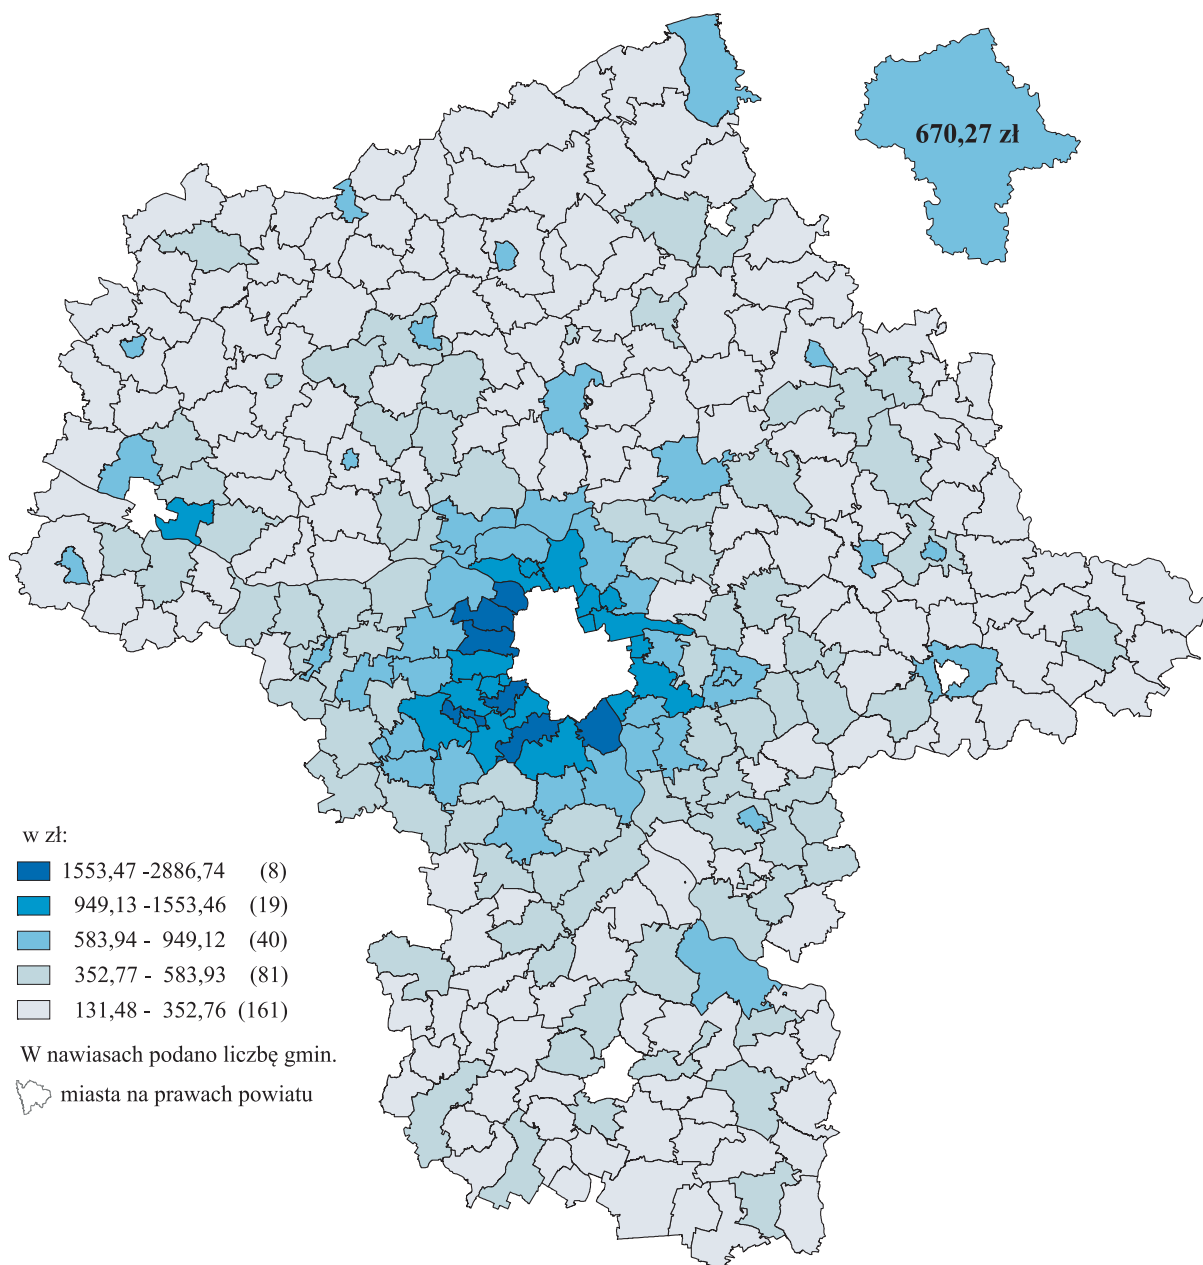 670,27 zł
w zł:
1553,47 -2886,74 (8)
949,13 -1553,46 (19)
583,94 - 949,12 (40)
352,77 - 583,93 (81)
131,48 - 352,76 (161)
W nawiasach podano liczbę gmin.
miasta na prawach powiatu